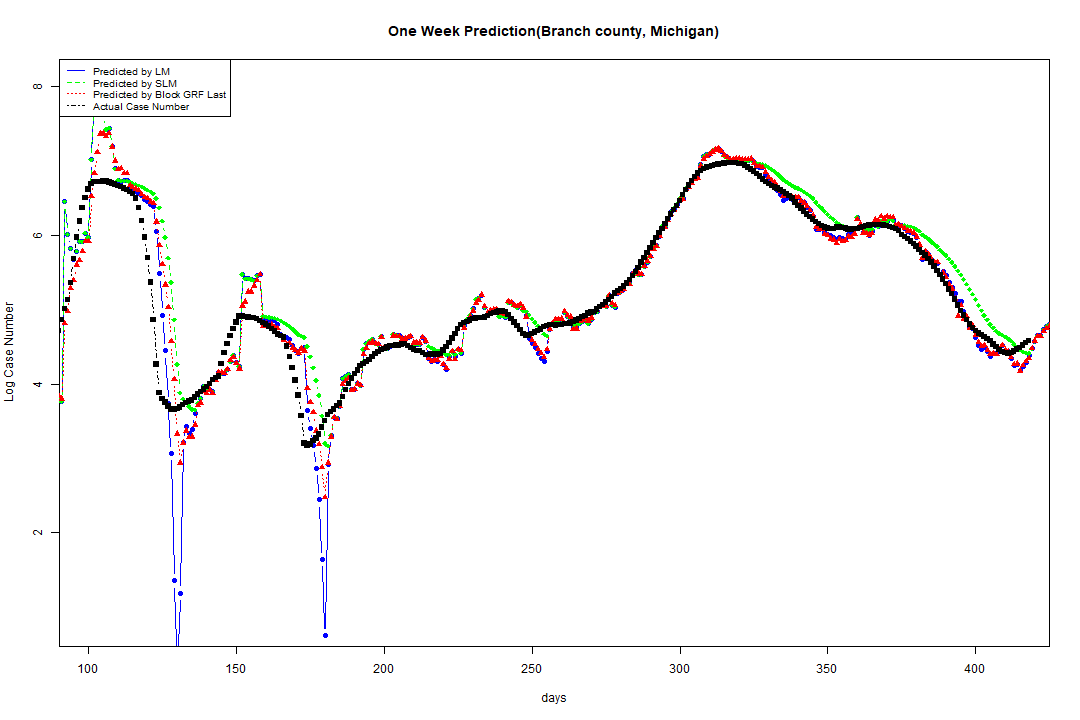 One Week Prediction(Branch county, Michigan)
Predicted by LM
Predicted by SLM
Predicted by Block GRF Last
Actual Case Number
8
6
4
2
Log Case Number
100 150 200 250 300 350 400
days